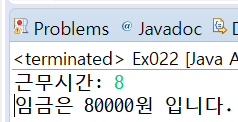 Problems @ Javadoc D
<terminated> Ex022 [Java A
근무시간: 8
임금은 80000원 입니다.